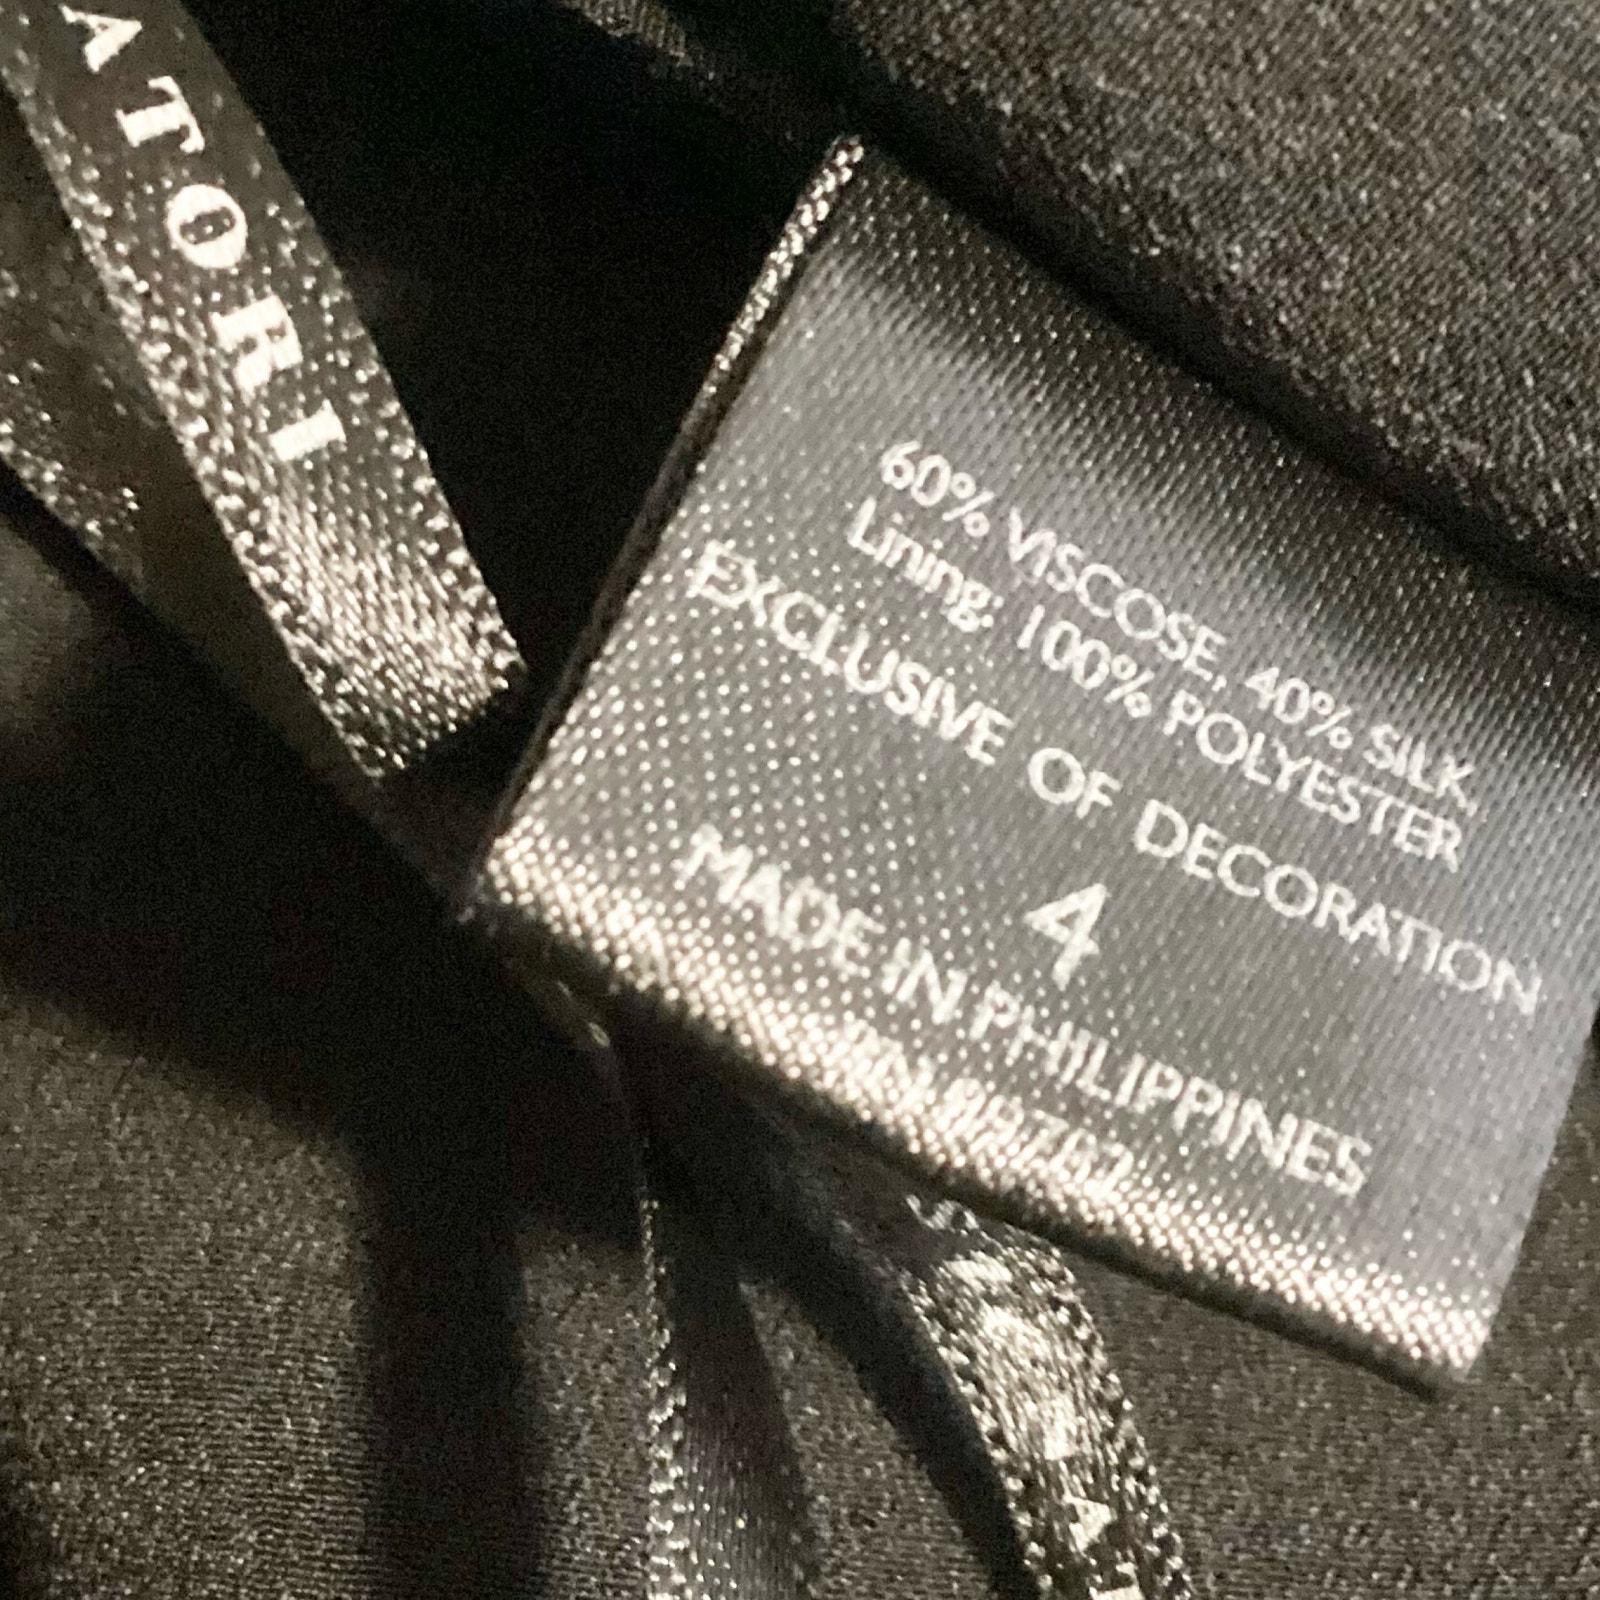 ATORI
60% VISCOSE, 40% SILK,
Lining: 100% POLYESTER
EXCLUSIVE OF DECORATION
4
MADE IN PHILIPPINES